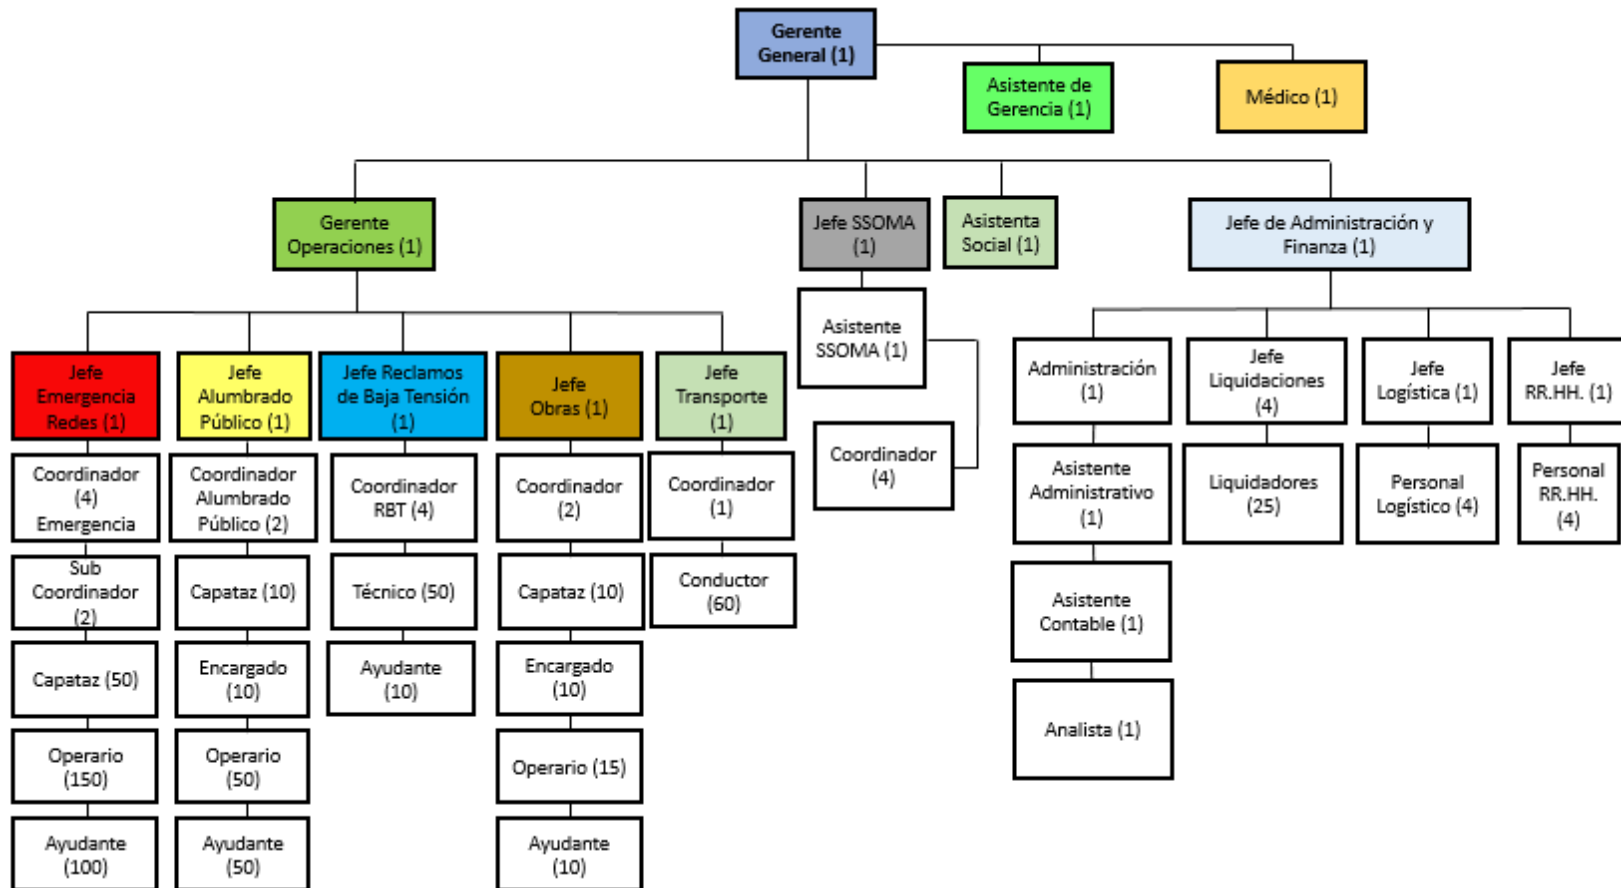 Gerente
General (1)
Asistente de
Gerencia (1)
Médico (1)
Gerente
Operaciones (1)
Jefe SSOMA
(1)
Asistenta
Social (1)
Jefe de Administración y
Finanza (1)
Asistente
SSOMA (1)
Coordinador
(4)
Jefe
Emergencia
Redes (1)
Coordinador
(4)
Emergencia
Sub
Coordinador
(2)
Capataz (50)
Operario
(150)
Ayudante
(100)
Jefe
Alumbrado
Público (1)
Coordinador
Alumbrado
Público (2)
Capataz (10)
Encargado
(10)
Operario
(50)
Ayudante
(50)
Jefe Reclamos
de Baja Tensión
(1)
Coordinador
RBT (4)
Técnico (50)
Ayudante
(10)
Jefe
Obras (1)
Coordinador
(2)
Capataz (10)
Encargado
(10)
Operario (15)
Ayudante
(10)
Jefe
Transporte
(1)
Coordinador
(1)
Conductor
(60)
Administración
(1)
Asistente
Administrativo
(1)
Asistente
Contable (1)
Analista (1)
Jefe
Liquidaciones
(4)
Liquidadores
(25)
Jefe
Logística (1)
Personal
Logístico (4)
Jefe
RR.HH. (1)
Personal
RR.HH.
(4)